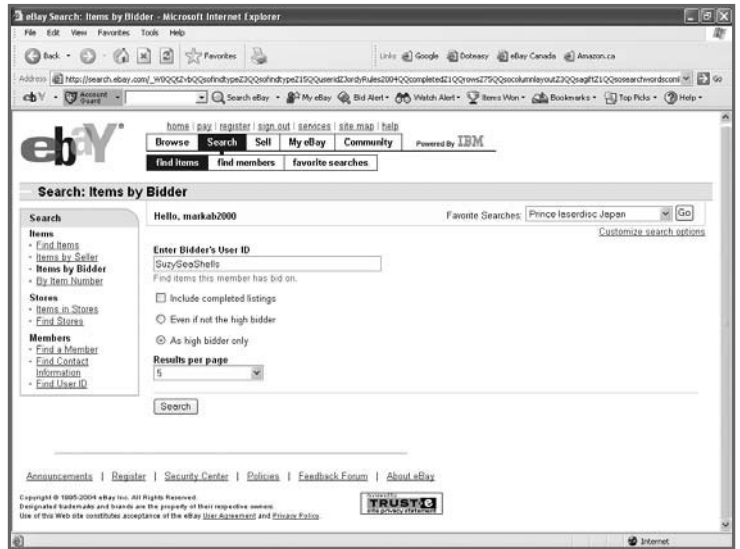 eBay Search: Items by Bidder - Microsoft Internet Explorer
File Edit View Favorites Tools Help
Back Favorites Links Google Doteasy eBay Canada Amazon.ca
Address Go
ebY Account Guard Search eBay My eBay Bid Alert Watch Alert Items Won Bookmarks Top Picks Help
home | pay | register | sign out | services | site map | help
ebY
Browse Search Sell My eBay Community Powered By IBM
find items find members favorite searches
Search: Items by Bidder
Search
Items
· Find Items
· Items by Seller
· Items by Bidder
· By Item Number
Stores
· Items in Stores
· Find Stores
Members
· Find a Member
· Find Contact
Information
· Find User ID
Hello, markab2000 Favorite Searches: Prince laserdisc Japan Go
Customize search options
Enter Bidder's User ID
SuzySeaShells
Find items this member has bid on.
Include completed listings
Even if not the high bidder
As high bidder only
Results per page
5
Search
Announcements | Register | Security Center | Policies | Feedback Forum | About eBay
Copyright © 1995-2004 eBay Inc. All Rights Reserved.
Designated trademarks and brands are the property of their respective owners.
Use of this Web site constitutes acceptance of the eBay User Agreement and Privacy Policy.
TRUSTe
site privacy statement
Internet